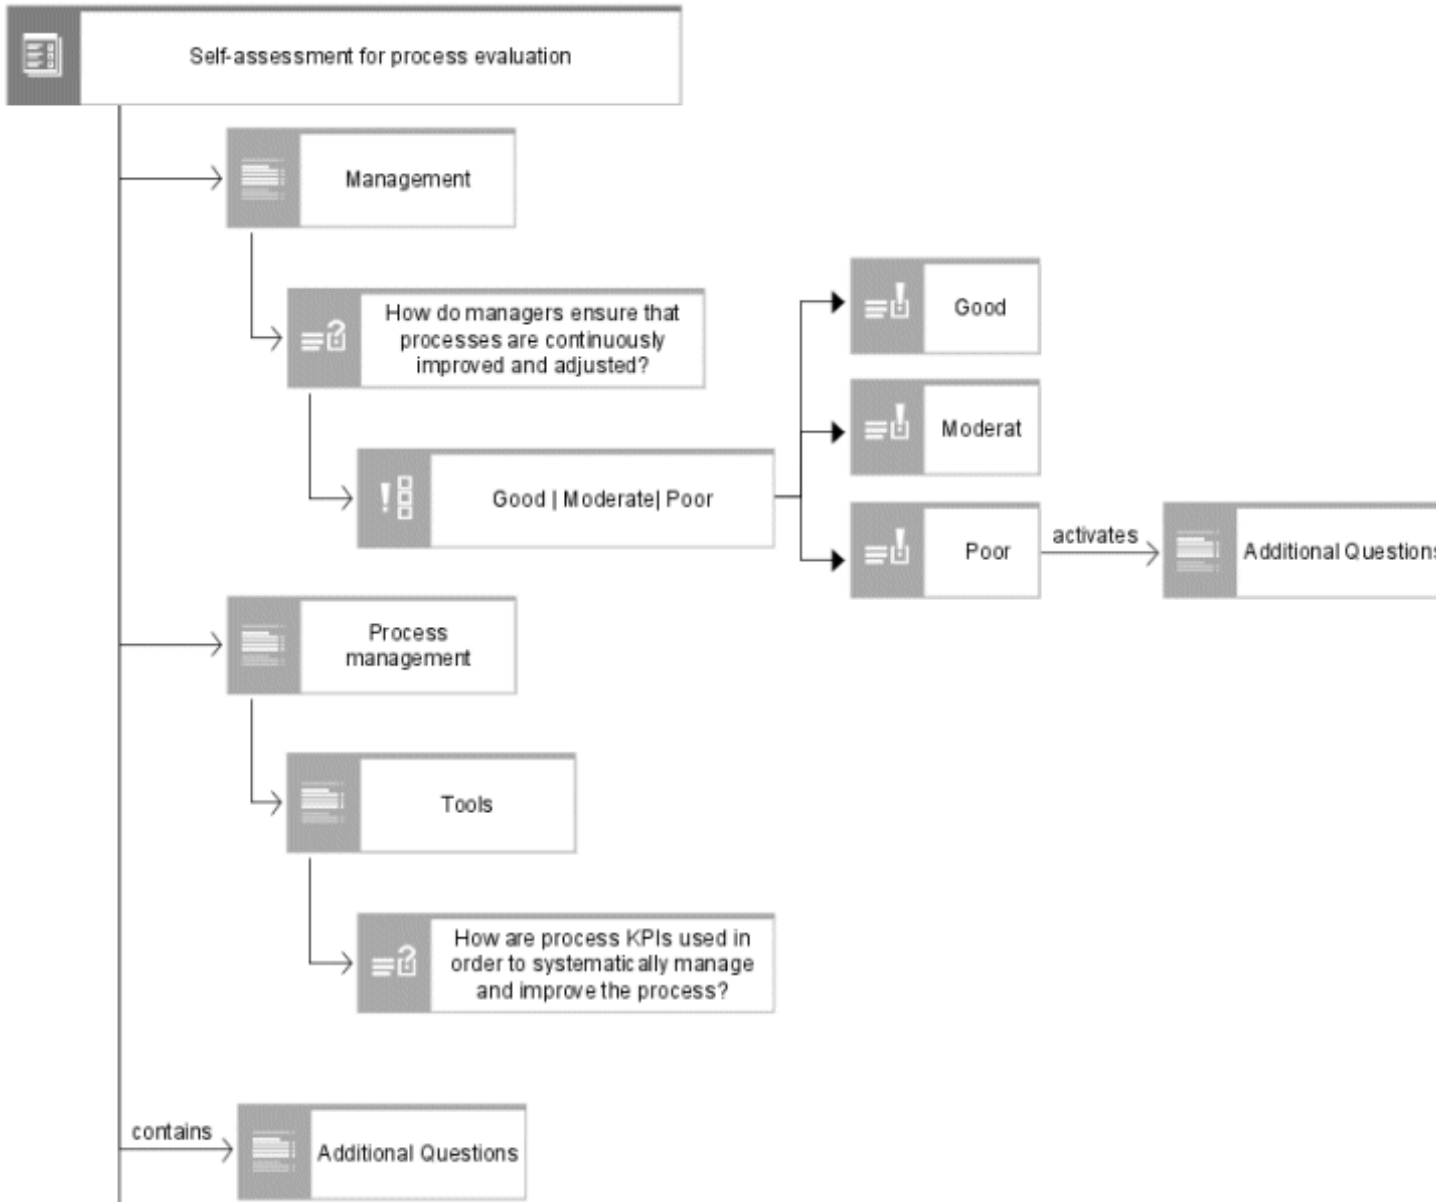 Self-assessment for process evaluation
Management
How do managers ensure that
processes are continuously
improved and adjusted?
Good | Moderate| Poor
Good
Moderat
Poor
activates
Additional Questions
Process
management
Tools
How are process KPIs used in
order to systematically manage
and improve the process?
contains
Additional Questions